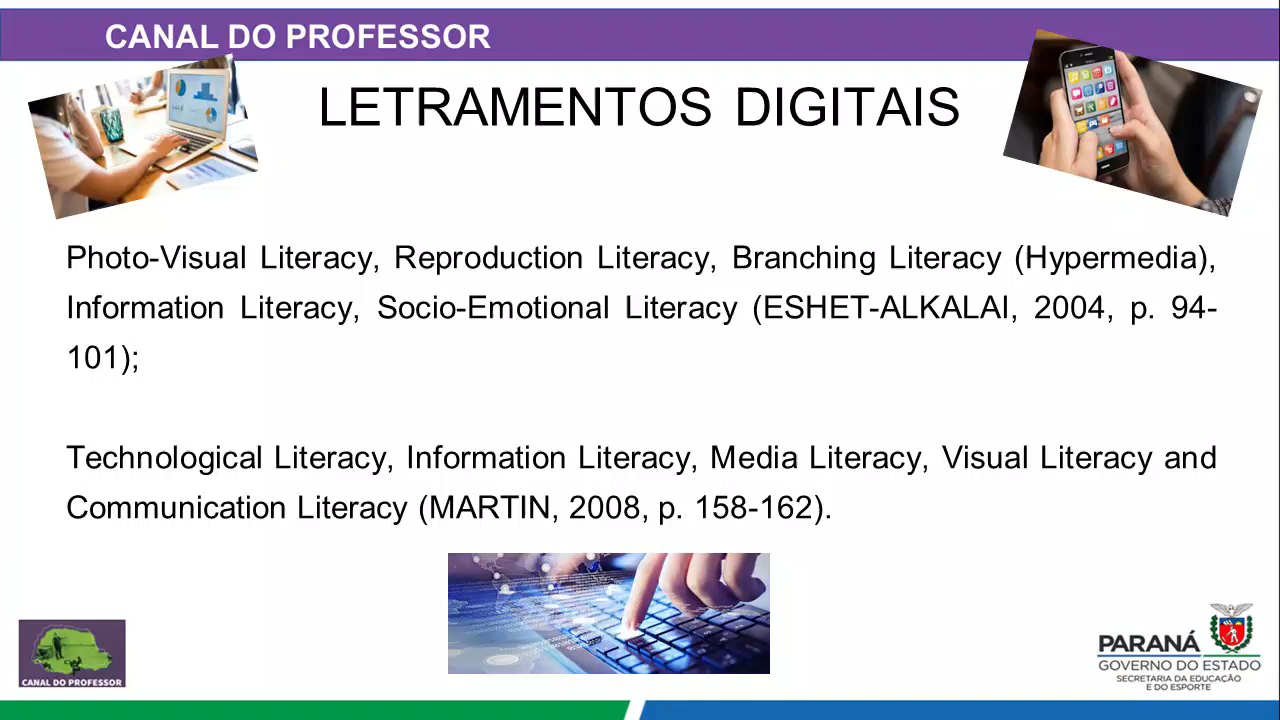 CANAL DO PROFESSOR
LETRAMENTOS DIGITAIS
Photo-Visual Literacy, Reproduction Literacy, Branching Literacy (Hypermedia),
Information Literacy, Socio-Emotional Literacy (ESHET-ALKALAI, 2004, p. 94-
101);
Technological Literacy, Information Literacy, Media Literacy, Visual Literacy and
Communication Literacy (MARTIN, 2008, p. 158-162).
CANAL DO PROFESSOR
PARANÁ
GOVERNO DO ESTADO
SECRETARIA DA EDUCAÇÃO
E DO ESPORTE